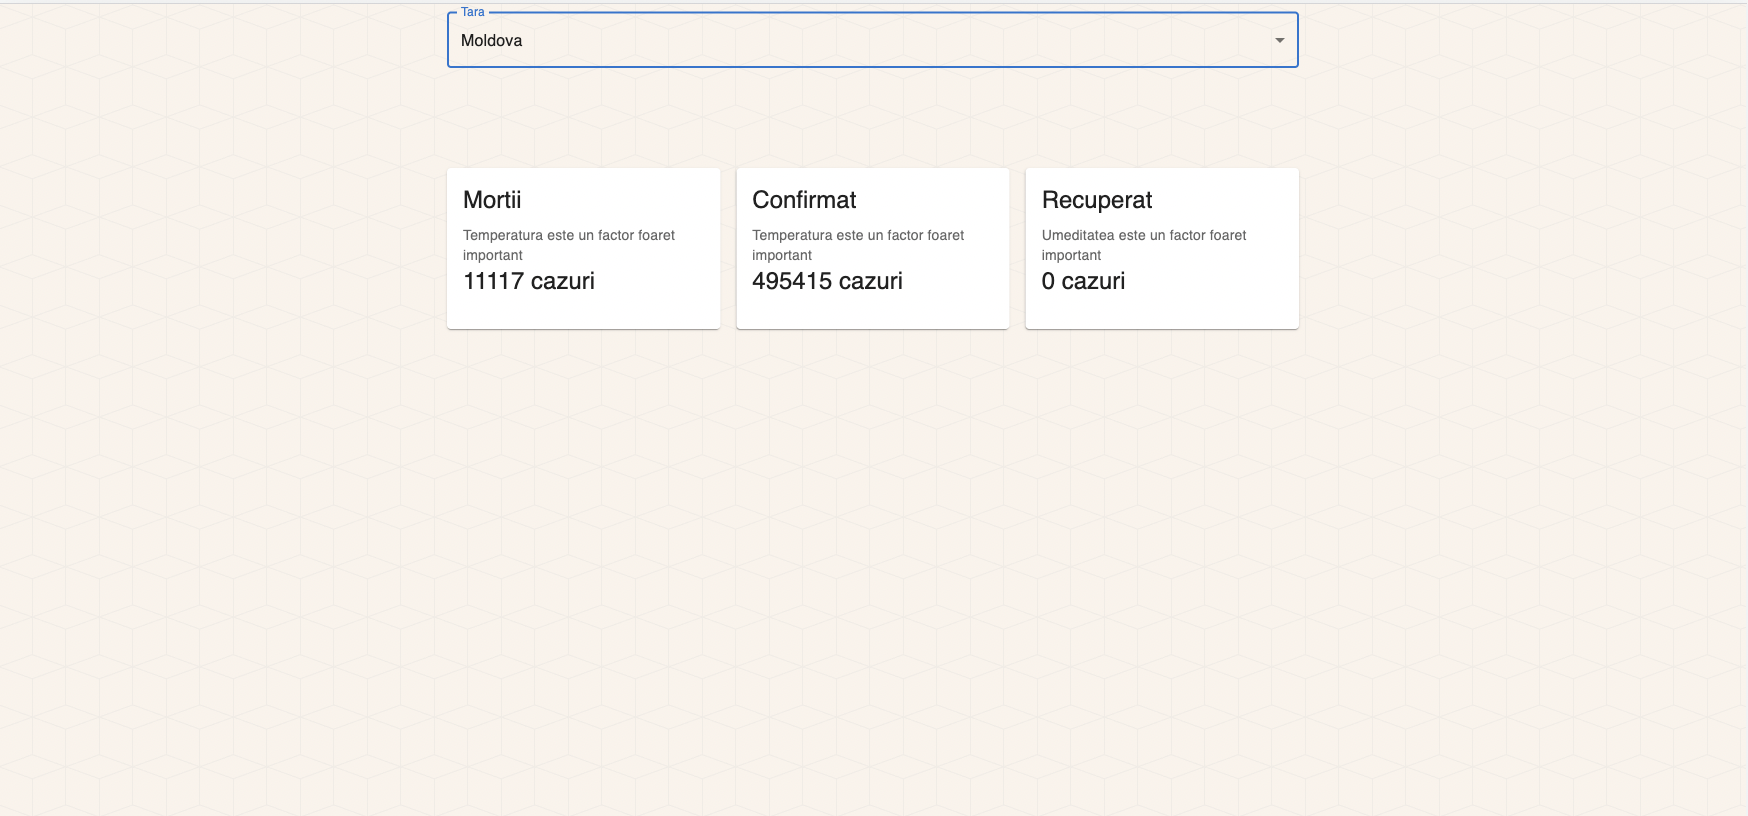 Tara
Moldova
Mortii
Temperatura este un factor foaret
important
11117 cazuri
Confirmat
Temperatura este un factor foaret
important
495415 cazuri
Recuperat
Umeditatea este un factor foaret
important
0 cazuri